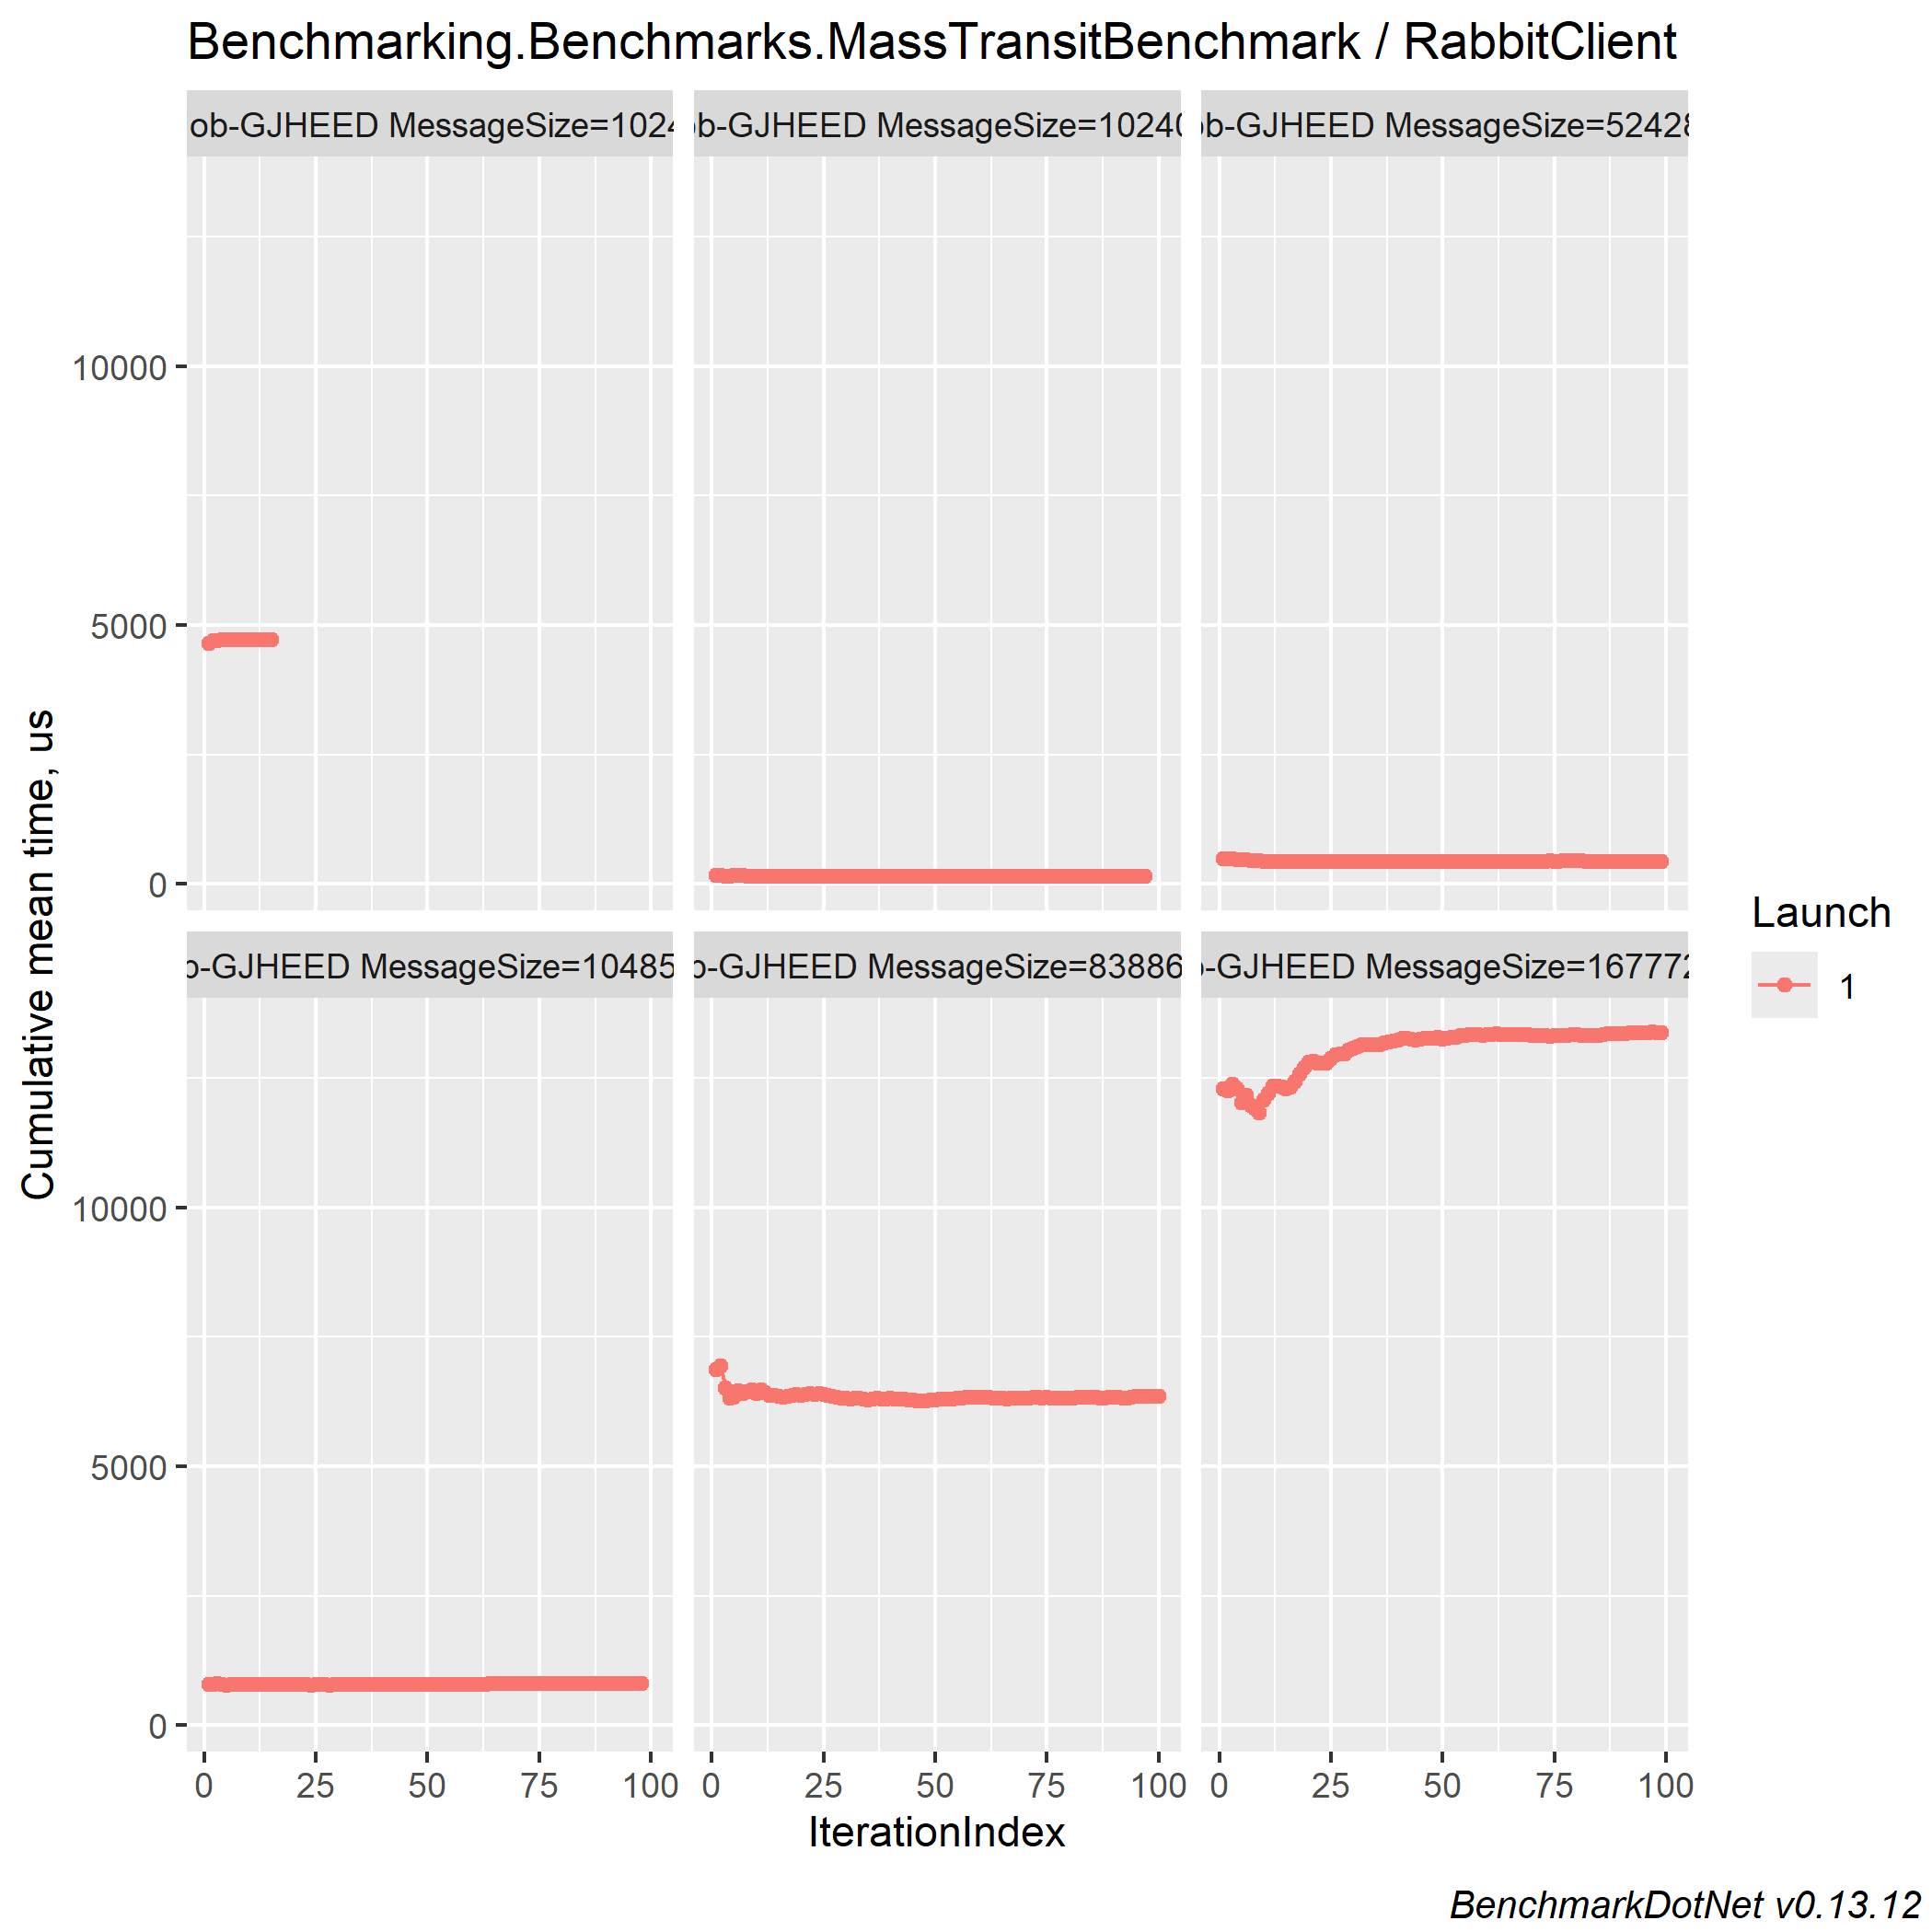 Benchmarking.Benchmarks.MassTransitBenchmark / RabbitClient
ob-GJHEED MessageSize=1024
ob-GJHEED MessageSize=10240
ob-GJHEED MessageSize=52428
10000
5000
0
Cumulative mean time, us
Launch
1
o-GJHEED MessageSize=10485
o-GJHEED MessageSize=83886
o-GJHEED MessageSize=167772
10000
5000
0
0 25 50 75 100 0 25 50 75 100 0 25 50 75 100
IterationIndex
BenchmarkDotNet v0.13.12